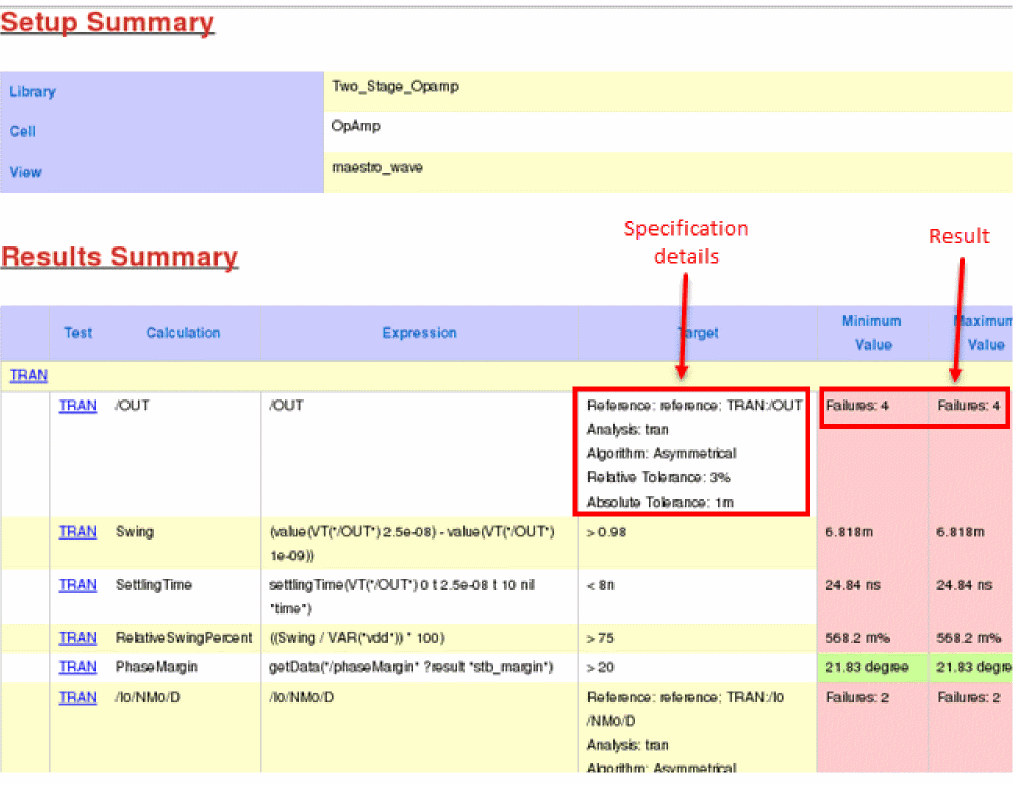 Setup Summary
Library Two_Stage_Opamp
Cell OpAmp
View maestro_wave
Specification
details
Result
Results Summary
Test Calculation Expression Target Minimum Value Maximum Value
TRAN
TRAN /OUT /OUT Reference: reference; TRAN:/OUT Failures: 4 Failures: 4
Analysis: tran
Algorithm: Asymmetrical
Relative Tolerance: 3%
Absolute Tolerance: 1m
TRAN Swing (value(VT("/OUT") 2.5e-08) - value(VT("/OUT") > 0.98 6.818m 6.818m
1e-09))
TRAN SettlingTime settlingTime(VT("/OUT") 0 t 2.5e-08 t 10 nil < 8n 24.84 ns 24.84 ns
"time")
TRAN RelativeSwingPercent ((Swing / VAR("vdd")) * 100) > 75 568.2 m% 568.2 m%
TRAN PhaseMargin getData("/phaseMargin" ?result "stb_margin") > 20 21.83 degree 21.83 degre
TRAN /Io/NMo/D /Io/NMo/D Reference: reference; TRAN:/Io Failures: 2 Failures: 2
/NMo/D
Analysis: tran
Algorithm: Asymmetrical